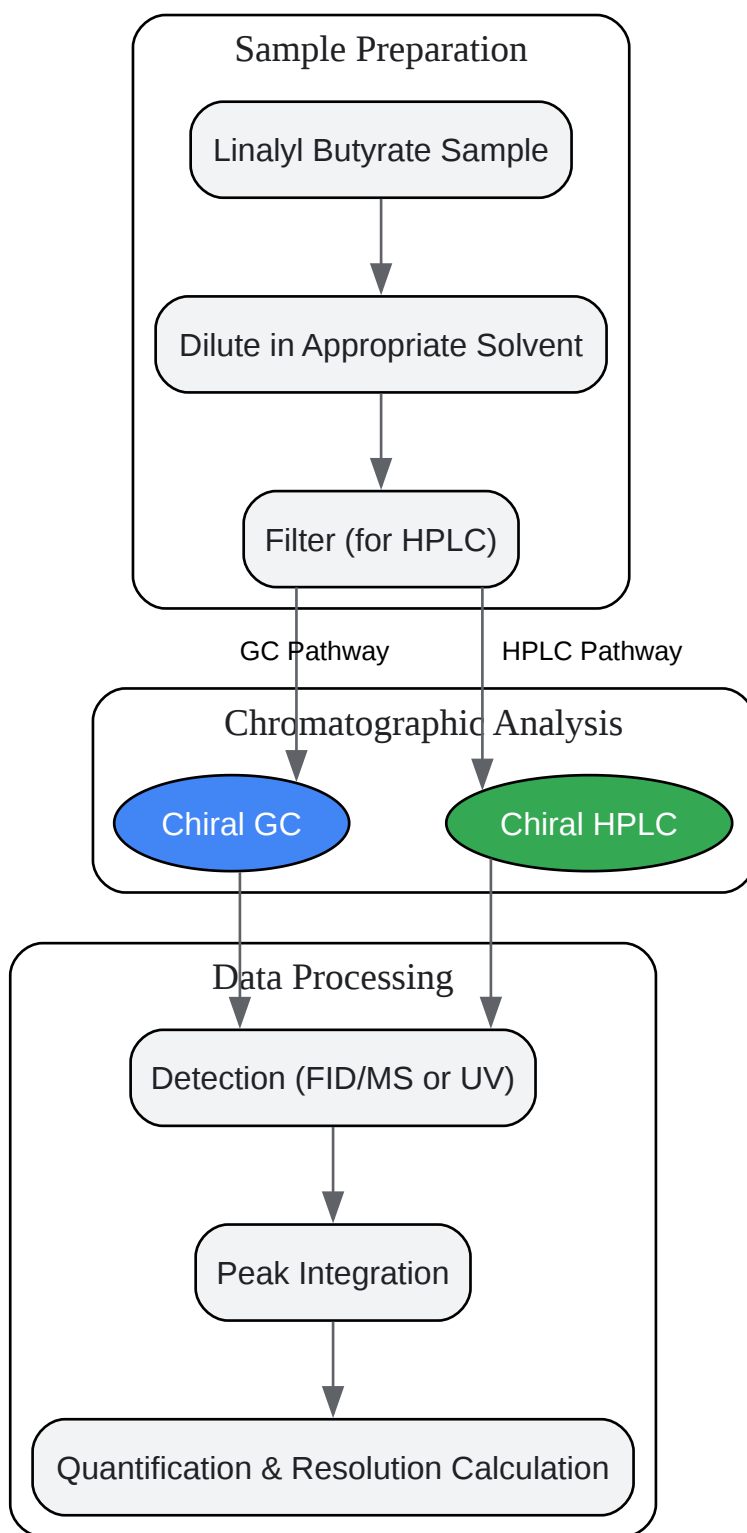 Sample Preparation
Linalyl Butyrate Sample
Dilute in Appropriate Solvent
Filter (for HPLC)
GC Pathway
HPLC Pathway
Chromatographic Analysis
Chiral GC
Chiral HPLC
Data Processing
Detection (FID/MS or UV)
Peak Integration
Quantification & Resolution Calculation